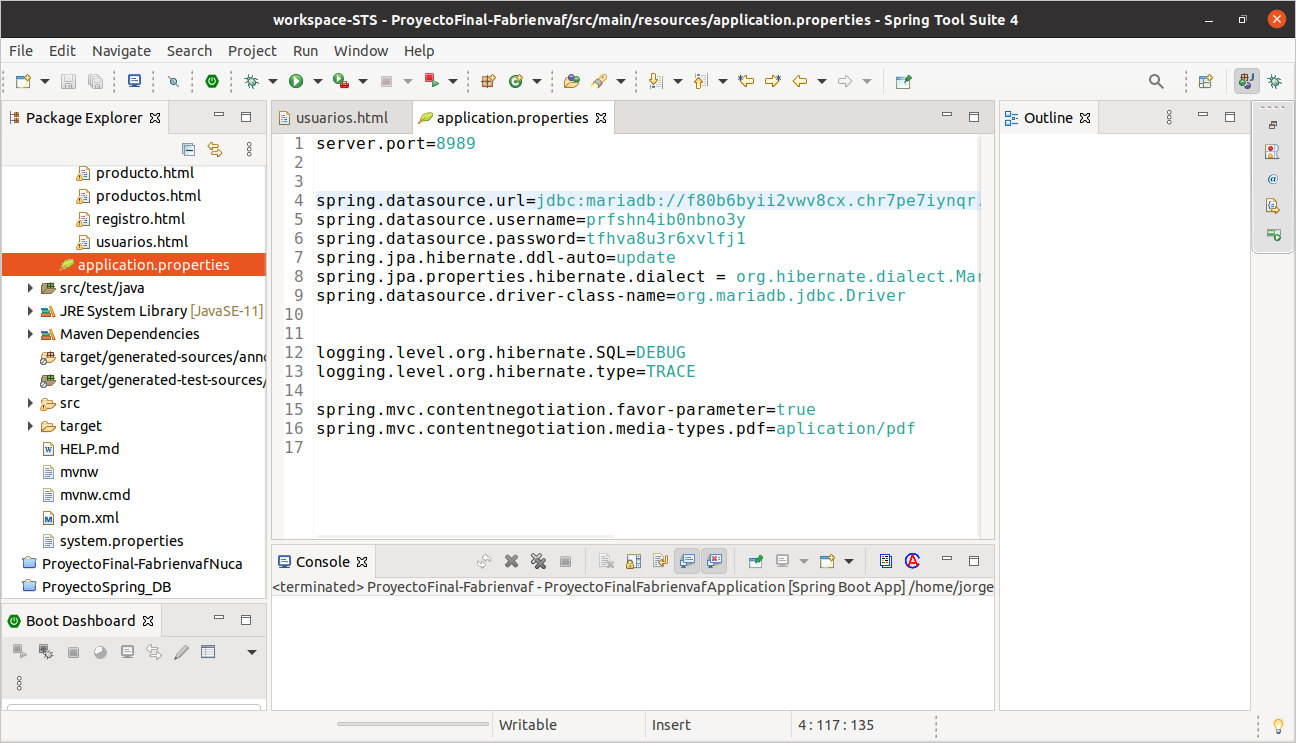 workspace-STS - ProyectoFinal-Fabrienvaf/src/main/resources/application.properties - Spring Tool Suite 4
File Edit Navigate Search Project Run Window Help
Package Explorer
producto.html
productos.html
registro.html
usuarios.html
application.properties
src/test/java
JRE System Library [JavaSE-11]
Maven Dependencies
target/generated-sources/anno
target/generated-test-sources/
src
target
HELP.md
mvnw
mvnw.cmd
pom.xml
system.properties
ProyectoFinal-FabrienvafNuca
ProyectoSpring_DB
Boot Dashboard
usuarios.html
application.properties
1 server.port=8989
2
3
4 spring.datasource.url=jdbc:mariadb://f80b6byii2vwv8cx.chr7pe7iynqr.
5 spring.datasource.username=prfshn4ib0nbno3y
6 spring.datasource.password=tfhva8u3r6xvlfj1
7 spring.jpa.hibernate.ddl-auto=update
8 spring.jpa.properties.hibernate.dialect = org.hibernate.dialect.Mar
9 spring.datasource.driver-class-name=org.mariadb.jdbc.Driver
10
11
12 logging.level.org.hibernate.SQL=DEBUG
13 logging.level.org.hibernate.type=TRACE
14
15 spring.mvc.contentnegotiation.favor-parameter=true
16 spring.mvc.contentnegotiation.media-types.pdf=aplication/pdf
17
Console
<terminated> ProyectoFinal-Fabrienvaf - ProyectoFinalFabrienvafApplication [Spring Boot App] /home/jorge
Outline
Writable
Insert
4 : 117 : 135